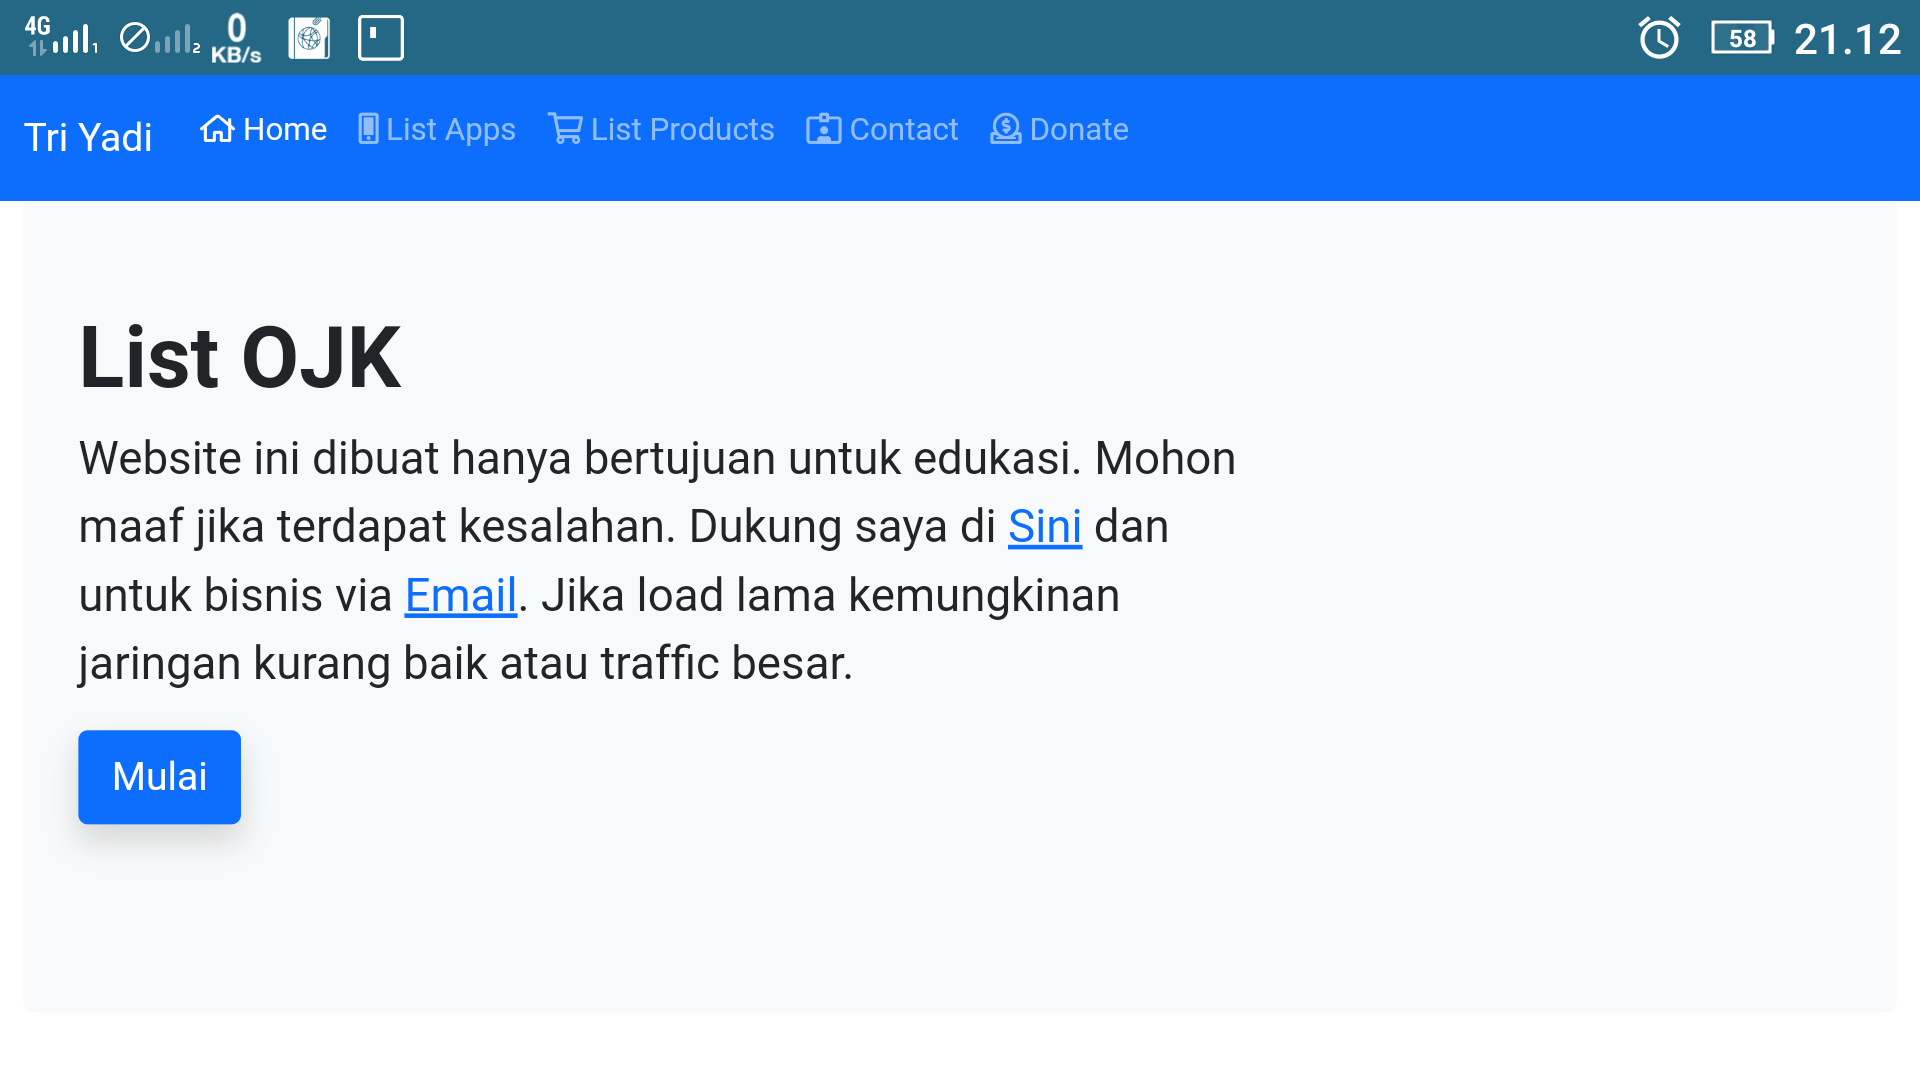 4G 1 2 0 KB/s 58 21.12
Tri Yadi Home List Apps List Products Contact Donate
List OJK
Website ini dibuat hanya bertujuan untuk edukasi. Mohon
maaf jika terdapat kesalahan. Dukung saya di Sini dan
untuk bisnis via Email. Jika load lama kemungkinan
jaringan kurang baik atau traffic besar.
Mulai